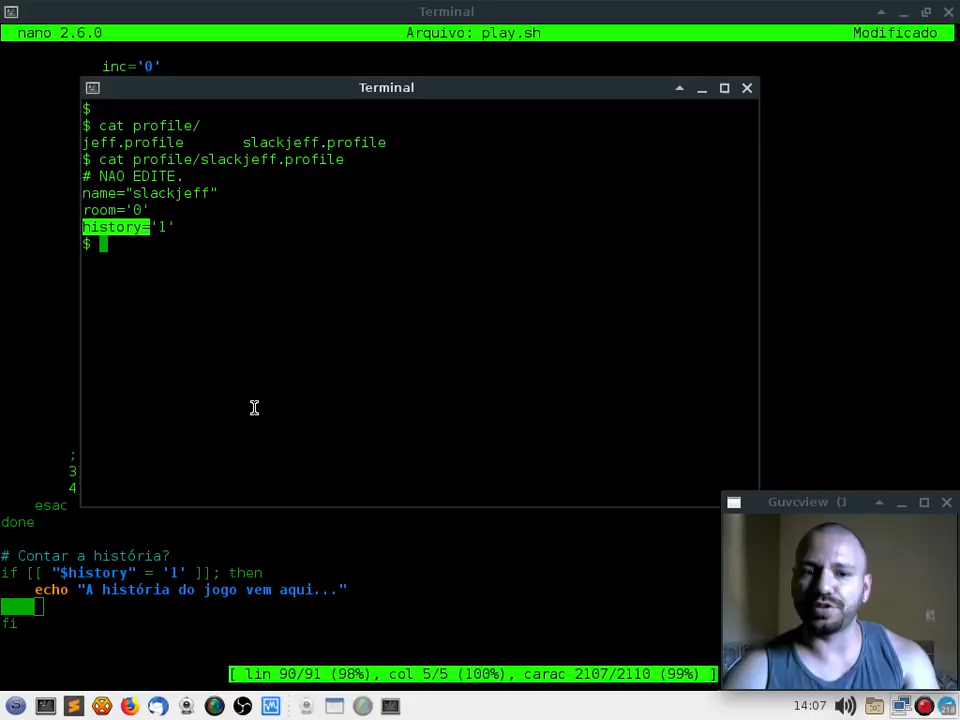 Terminal
nano 2.6.0 Arquivo: play.sh Modificado
inc='0'
Terminal
$
$ cat profile/
jeff.profile slackjeff.profile
$ cat profile/slackjeff.profile
# NAO EDITE.
name="slackjeff"
room='0'
history='1'
$
;
3
4
esac
done
# Contar a história?
if [[ "$history" = '1' ]]; then
echo "A história do jogo vem aqui..."
fi
[ lin 90/91 (98%), col 5/5 (100%), carac 2107/2110 (99%) ]
Guvcview (]
14:07
218